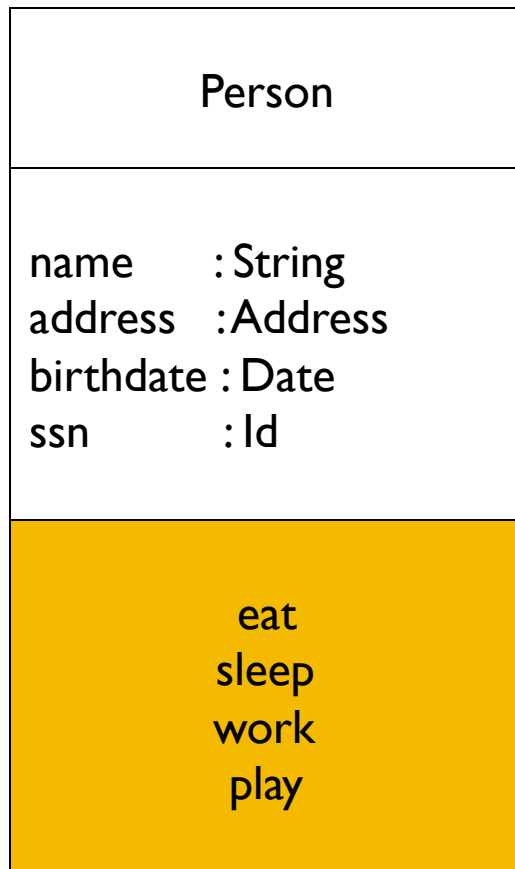 Person
name : String
address : Address
birthdate : Date
ssn : Id
eat
sleep
work
play